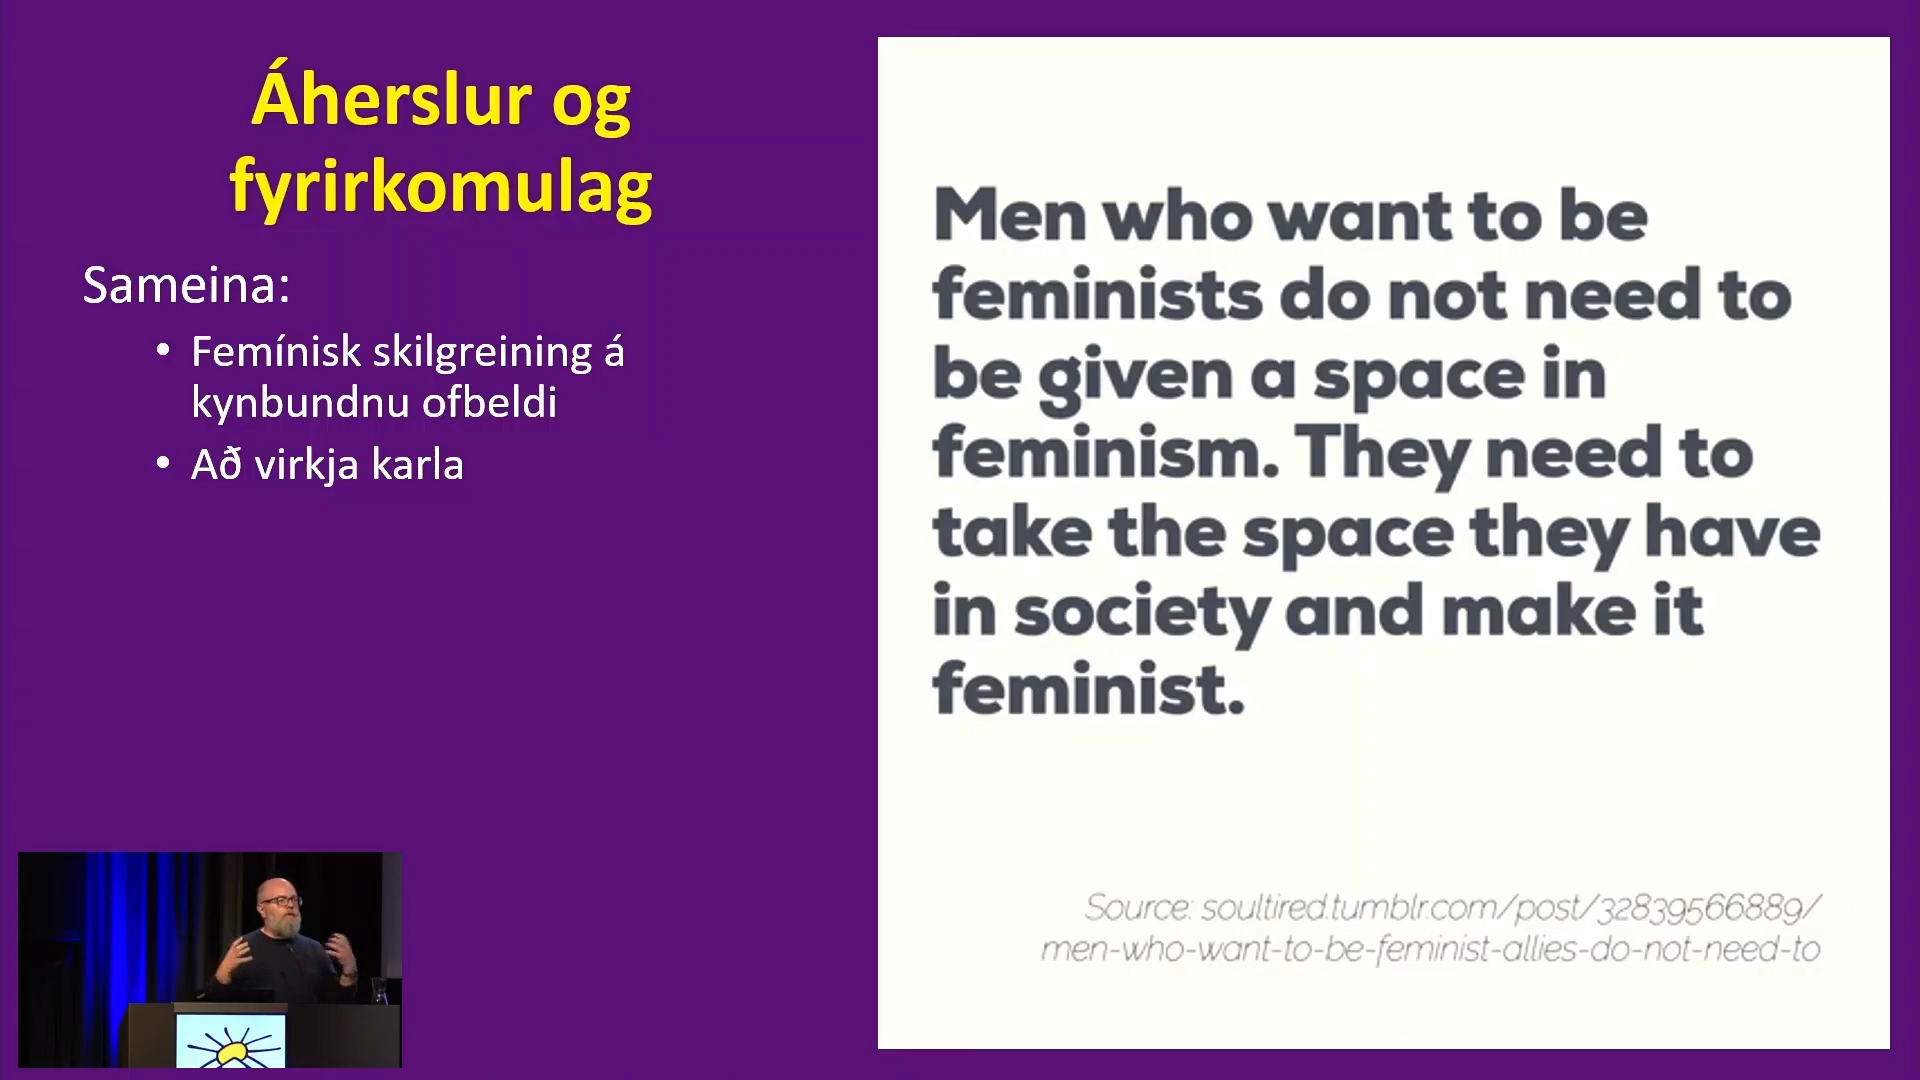 Áherslur og
fyrirkomulag
Sameina:
• Femínisk skilgreining á
kynbundnu ofbeldi
• Að virkja karla
Men who want to be
feminists do not need to
be given a space in
feminism. They need to
take the space they have
in society and make it
feminist.
Source: soultired.tumblr.com/post/32839566889/
men-who-want-to-be-feminist-allies-do-not-need-to